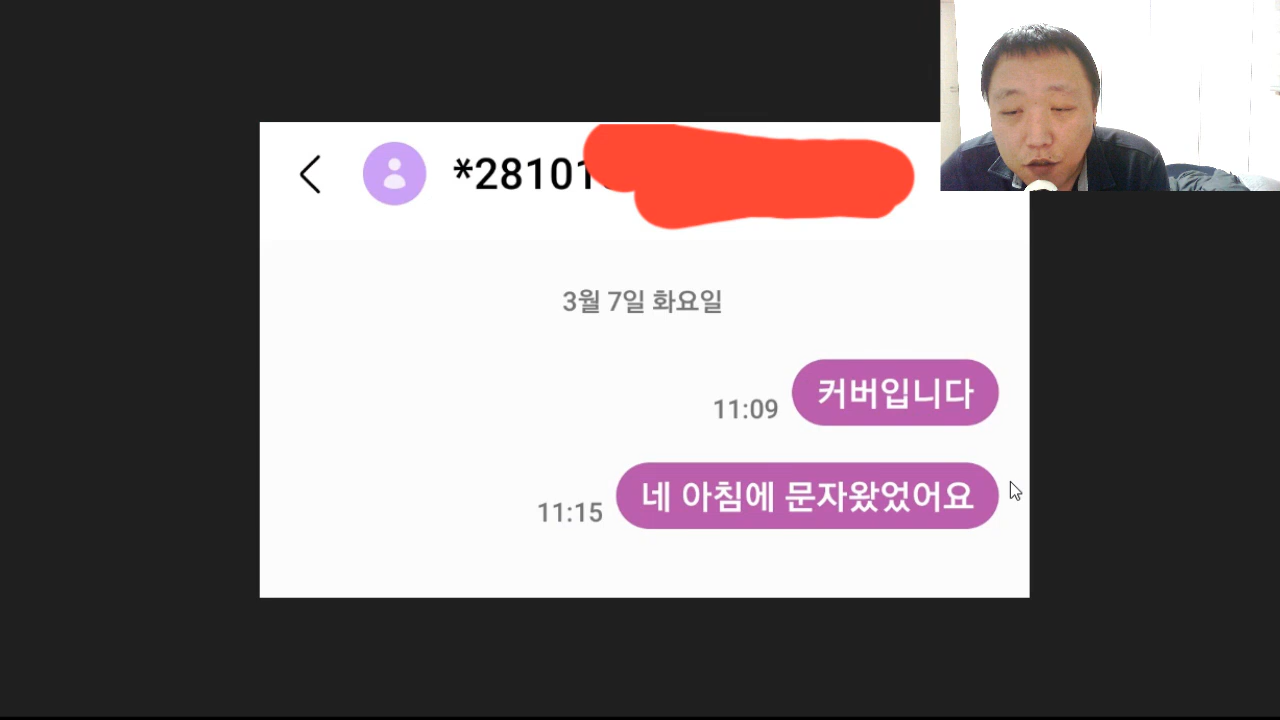 *28101
3월 7일 화요일
커버입니다
11:09
네 아침에 문자왔었어요
11:15